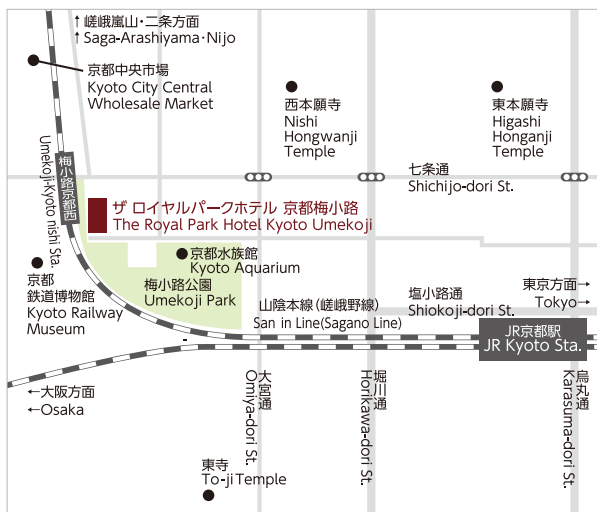 ↑嵯峨嵐山・二条方面
↑Saga-Arashiyama・Nijo
京都中央市場
Kyoto City Central
Wholesale Market
西本願寺
Nishi
Hongwanji
Temple
東本願寺
Higashi
Honganji
Temple
梅小路京都西
Umekoji-Kyoto nishi Sta.
七条通
Shichijo-dori St.
ザ ロイヤルパークホテル 京都梅小路
The Royal Park Hotel Kyoto Umekoji
京都水族館
Kyoto Aquarium
梅小路公園
Umekoji Park
京都
鉄道博物館
Kyoto Railway
Museum
山陰本線(嵯峨野線)
San in Line(Sagano Line)
塩小路通
Shiokoji-dori St.
東京方面→
Tokyo→
JR京都駅
JR Kyoto Sta.
←大阪方面
←Osaka
大宮通
Omiya-dori St.
堀川通
Horikawa-dori St.
烏丸通
Karasuma-dori St.
東寺
To-ji Temple